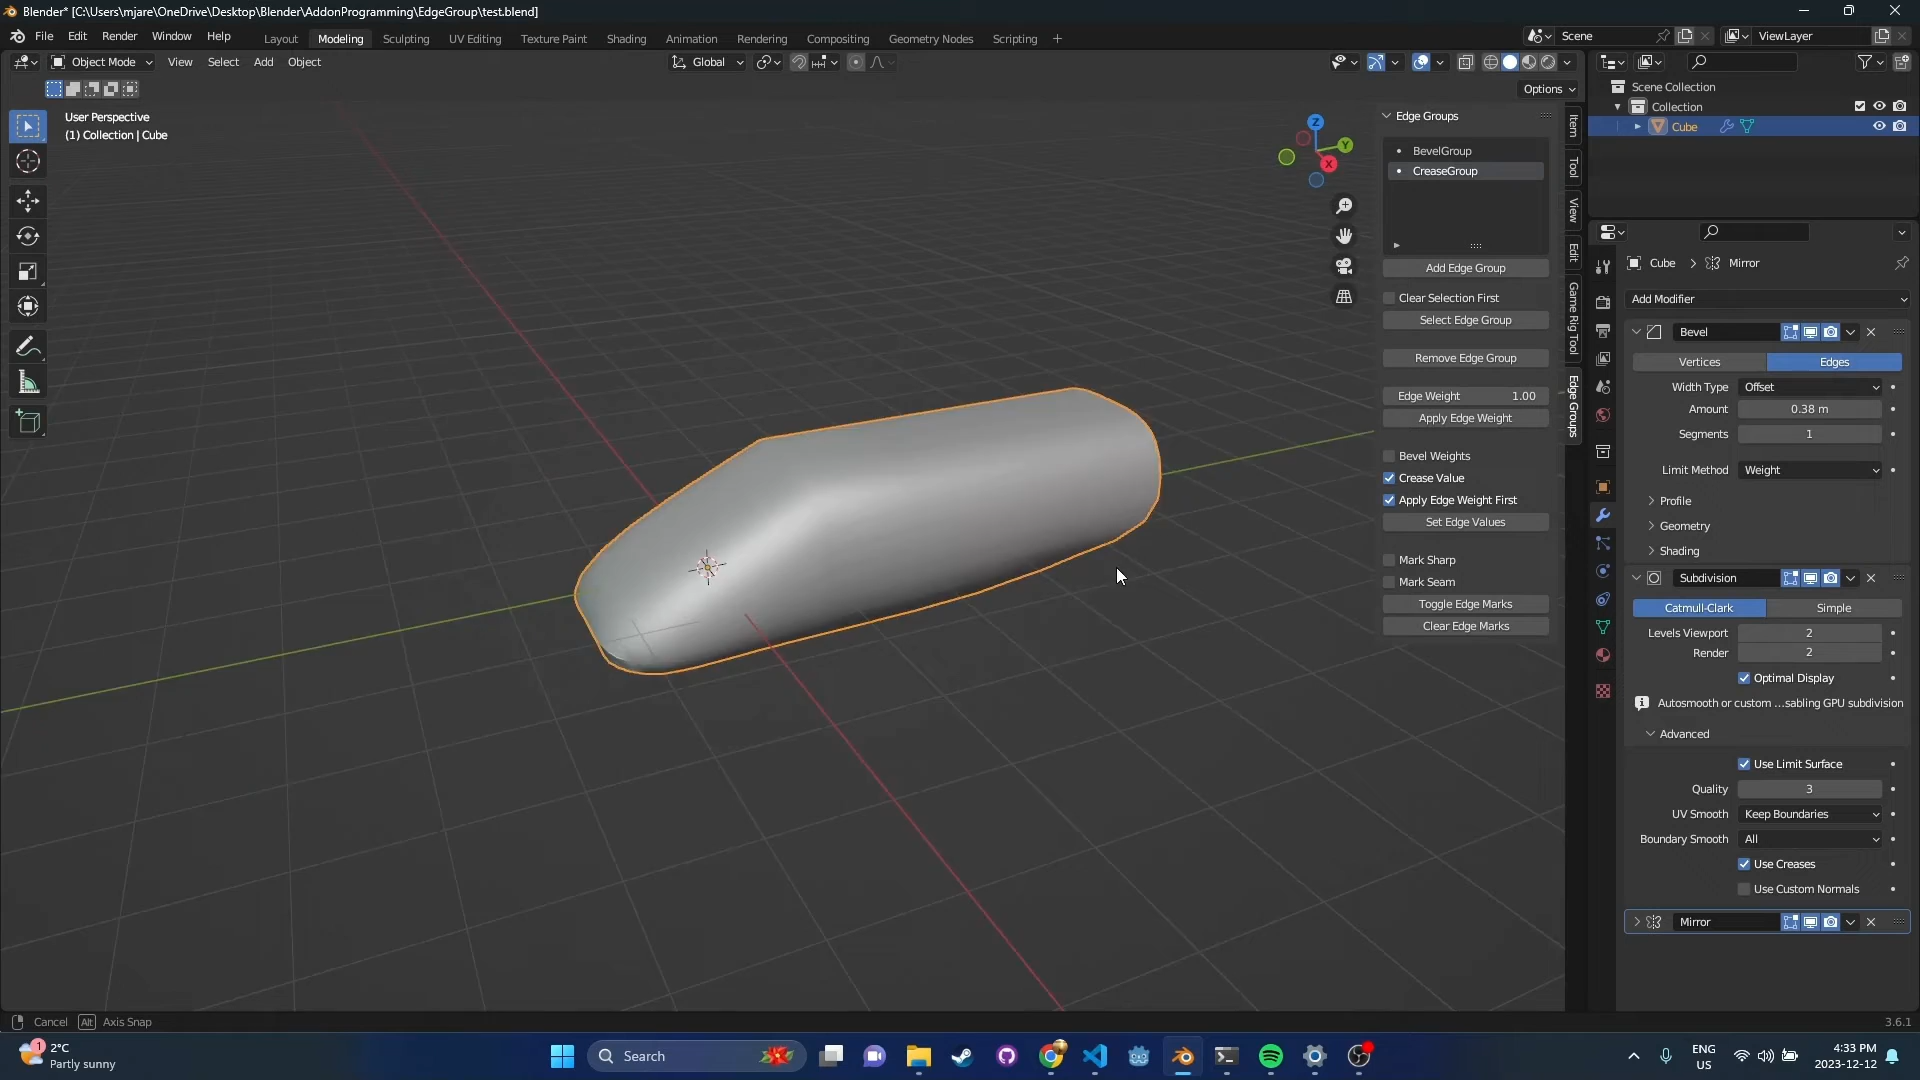 Blender* [C:\Users\mjare\OneDrive\Desktop\Blender\AddonProgramming\EdgeGroup\test.blend]
File Edit Render Window Help Layout Modeling Sculpting UV Editing Texture Paint Shading Animation Rendering Compositing Geometry Nodes Scripting + Scene ViewLayer
Object Mode View Select Add Object Global
Options
User Perspective
(1) Collection | Cube
Z
Y
X
Edge Groups
BevelGroup
CreaseGroup
Add Edge Group
Clear Selection First
Select Edge Group
Remove Edge Group
Edge Weight 1.00
Apply Edge Weight
Bevel Weights
Crease Value
Apply Edge Weight First
Set Edge Values
Mark Sharp
Mark Seam
Toggle Edge Marks
Clear Edge Marks
Item
Tool
View
Edit
Game Rig Tool
Edge Groups
Scene Collection
Collection
Cube
Cube > Mirror
Add Modifier
Bevel
Vertices Edges
Width Type Offset
Amount 0.38 m
Segments 1
Limit Method Weight
Profile
Geometry
Shading
Subdivision
Catmull-Clark Simple
Levels Viewport 2
Render 2
Optimal Display
Autosmooth or custom ...sabling GPU subdivision
Advanced
Use Limit Surface
Quality 3
UV Smooth Keep Boundaries
Boundary Smooth All
Use Creases
Use Custom Normals
Mirror
Cancel Alt Axis Snap
3.6.1
1
2°C
Partly sunny
Search
ENG
US
4:33 PM
2023-12-12